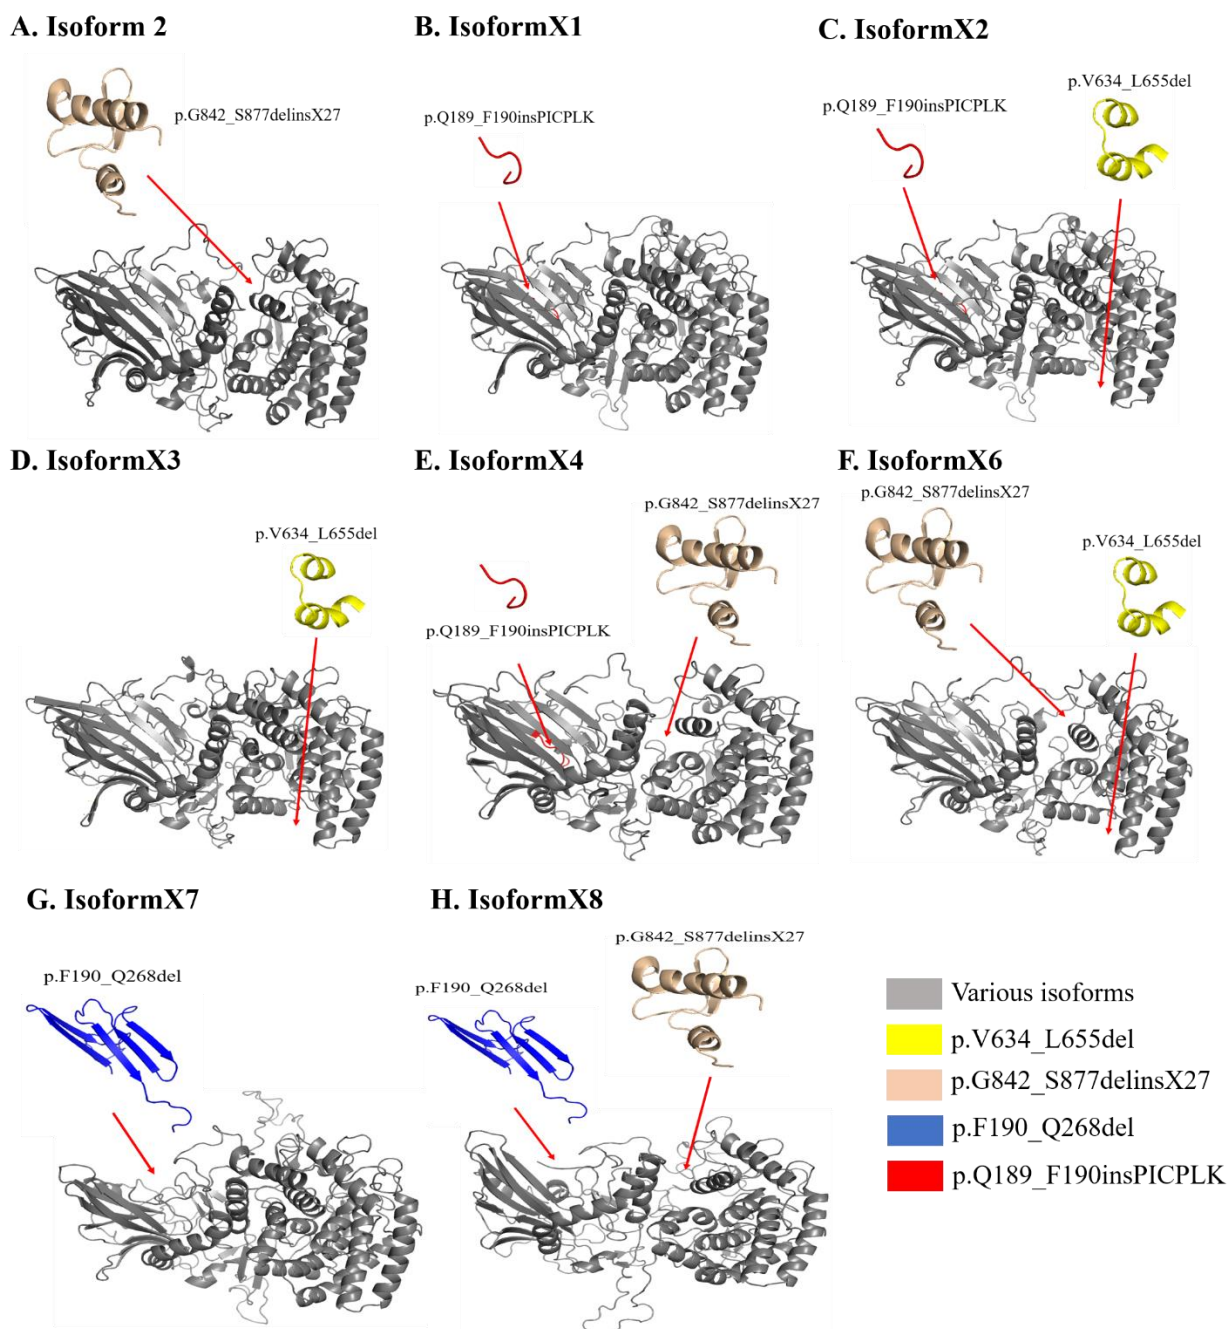 A. Isoform 2
p.G842_S877delinsX27
B. IsoformX1
p.Q189_F190insPICPLK
C. IsoformX2
p.Q189_F190insPICPLK
p.V634_L655del
D. IsoformX3
p.V634_L655del
E. IsoformX4
p.G842_S877delinsX27
p.Q189_F190insPICPLK
F. IsoformX6
p.G842_S877delinsX27
p.V634_L655del
G. IsoformX7
p.F190_Q268del
H. IsoformX8
p.G842_S877delinsX27
p.F190_Q268del
Various isoforms
p.V634_L655del
p.G842_S877delinsX27
p.F190_Q268del
p.Q189_F190insPICPLK